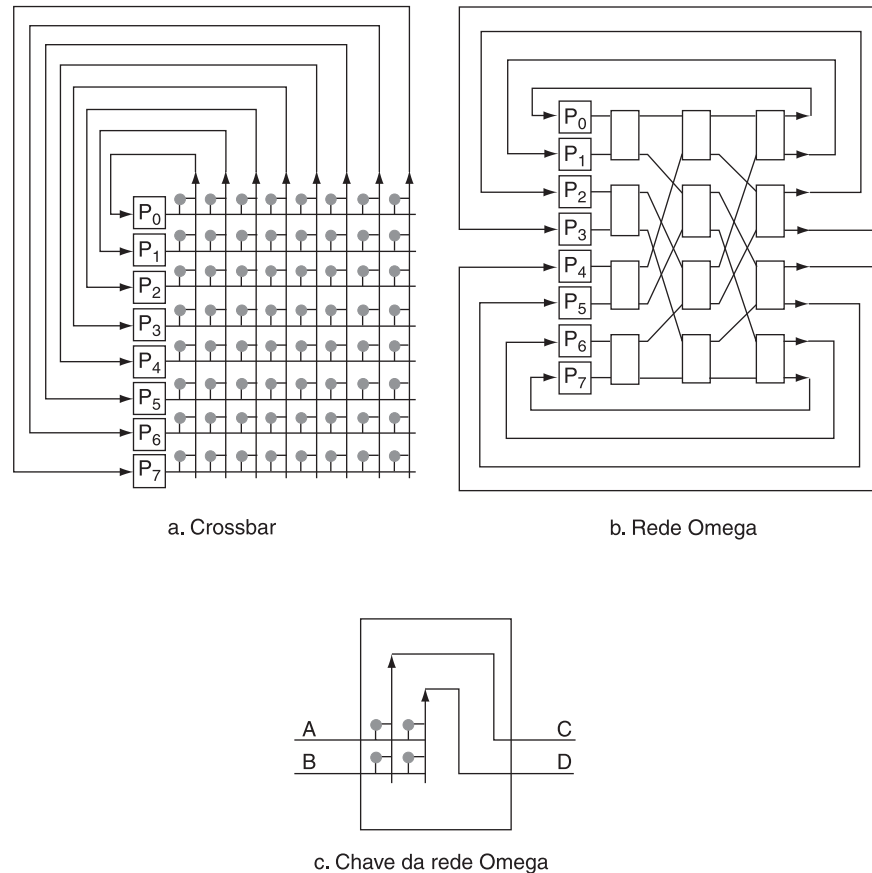 P0
P1
P2
P3
P4
P5
P6
P7
a. Crossbar
P0
P1
P2
P3
P4
P5
P6
P7
b. Rede Omega
A
B
C
D
c. Chave da rede Omega